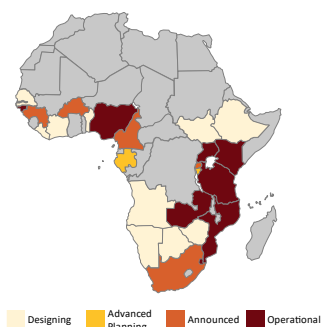 Designing
Advanced
Planning
Announced
Operational